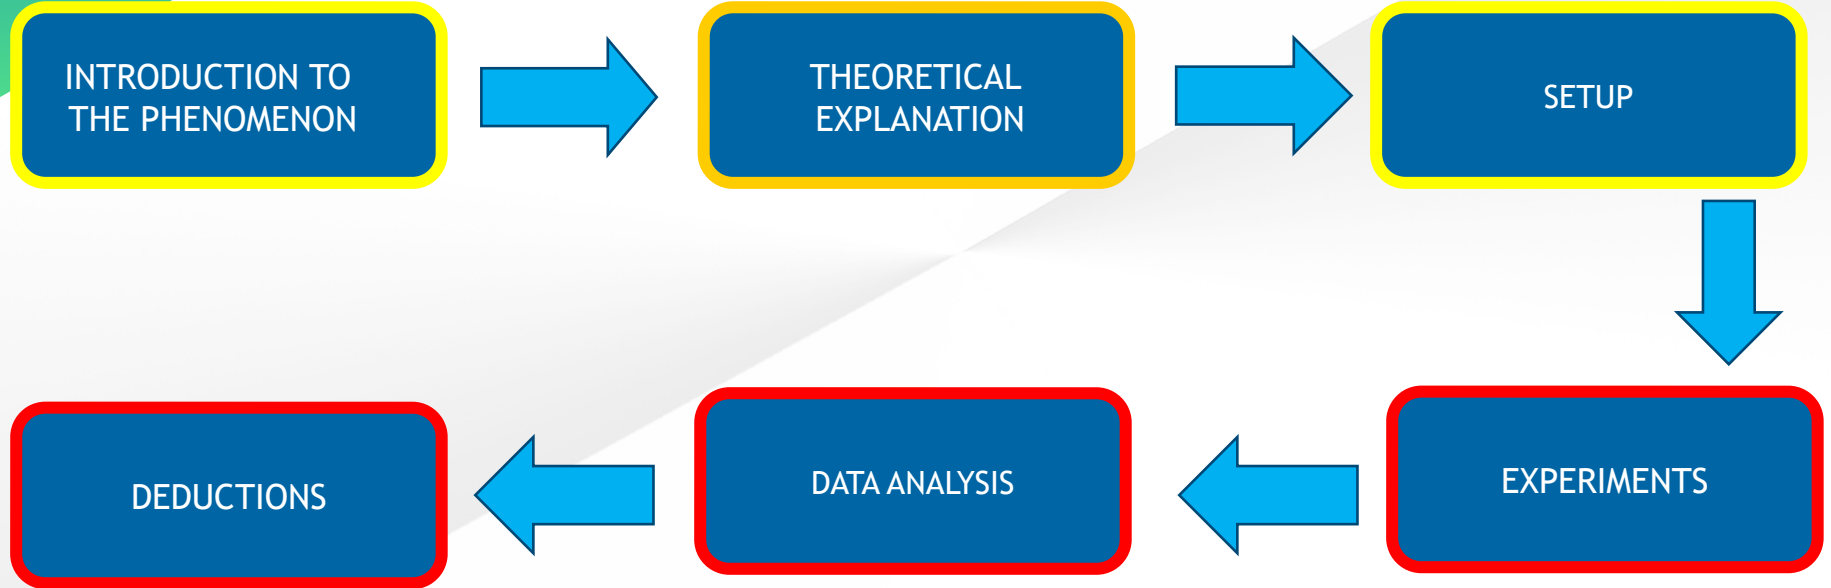 INTRODUCTION TO
THE PHENOMENON
THEORETICAL
EXPLANATION
SETUP
EXPERIMENTS
DATA ANALYSIS
DEDUCTIONS